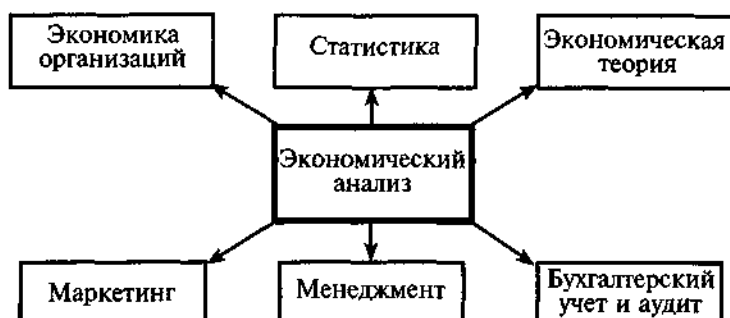 Экономика
организаций
Статистика
Экономическая
теория
Экономический
анализ
Маркетинг
Менеджмент
Бухгалтерский
учет и аудит